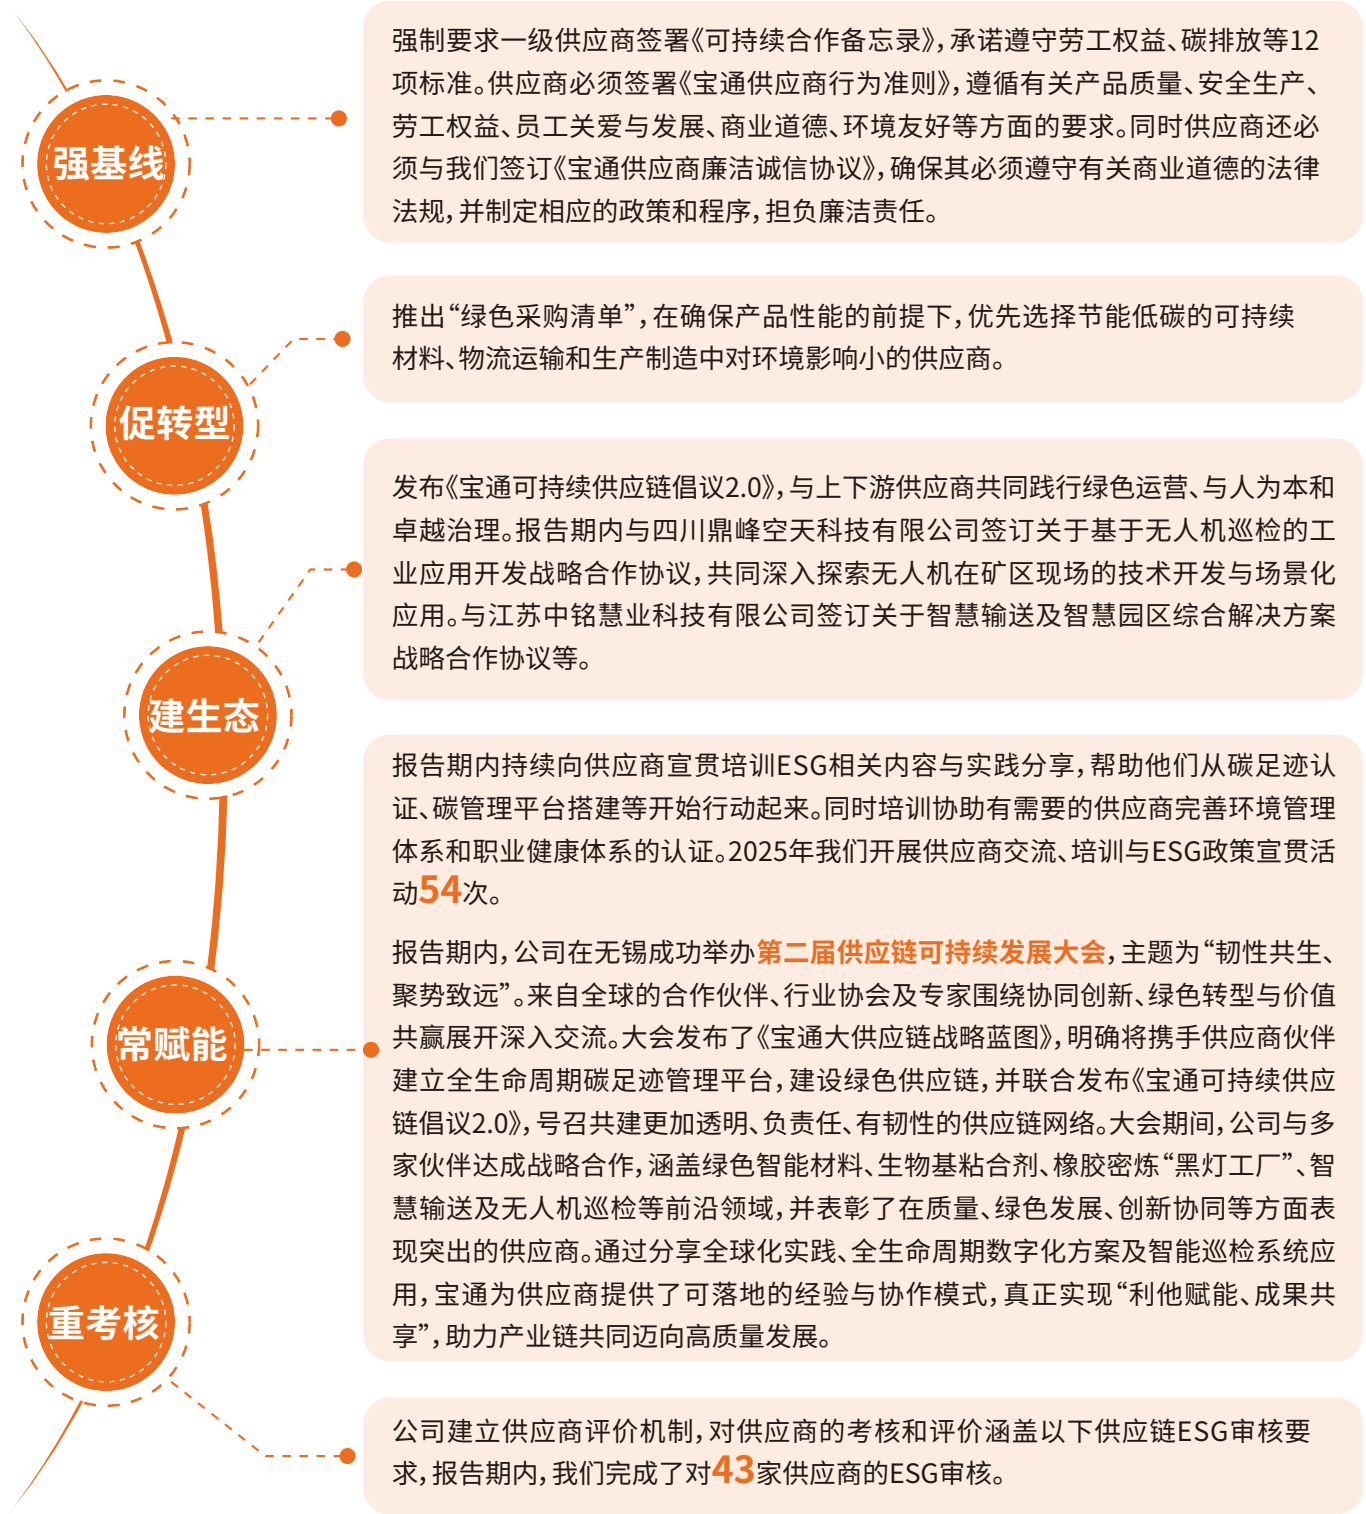 强基线
强制要求一级供应商签署《可持续合作备忘录》，承诺遵守劳工权益、碳排放等12
项标准。供应商必须签署《宝通供应商行为准则》，遵循有关产品质量、安全生产、
劳工权益、员工关爱与发展、商业道德、环境友好等方面的要求。同时供应商还必
须与我们签订《宝通供应商廉洁诚信协议》，确保其必须遵守有关商业道德的法律
法规，并制定相应的政策和程序，担负廉洁责任。
促转型
推出“绿色采购清单”，在确保产品性能的前提下，优先选择节能低碳的可持续
材料、物流运输和生产制造中对环境影响小的供应商。
建生态
发布《宝通可持续供应链倡议2.0》，与上下游供应商共同践行绿色运营、与人为本和
卓越治理。报告期内与四川鼎峰空天科技有限公司签订关于基于无人机巡检的工
业应用开发战略合作协议，共同深入探索无人机在矿区现场的技术开发与场景化
应用。与江苏中铭慧业科技有限公司签订关于智慧输送及智慧园区综合解决方案
战略合作协议等。
常赋能
报告期内持续向供应商宣贯培训ESG相关内容与实践分享，帮助他们从碳足迹认
证、碳管理平台搭建等开始行动起来。同时培训协助有需要的供应商完善环境管理
体系和职业健康体系的认证。2025年我们开展供应商交流、培训与ESG政策宣贯活
动54次。
报告期内，公司在无锡成功举办第二届供应链可持续发展大会，主题为“韧性共生、
聚势致远”。来自全球的合作伙伴、行业协会及专家围绕协同创新、绿色转型与价值
共赢展开深入交流。大会发布了《宝通大供应链战略蓝图》，明确将携手供应商伙伴
建立全生命周期碳足迹管理平台，建设绿色供应链，并联合发布《宝通可持续供应
链倡议2.0》，号召共建更加透明、负责任、有韧性的供应链网络。大会期间，公司与多
家伙伴达成战略合作，涵盖绿色智能材料、生物基粘合剂、橡胶密炼“黑灯工厂”、智
慧输送及无人机巡检等前沿领域，并表彰了在质量、绿色发展、创新协同等方面表
现突出的供应商。通过分享全球化实践、全生命周期数字化方案及智能巡检系统应
用，宝通为供应商提供了可落地的经验与协作模式，真正实现“利他赋能、成果共
享”，助力产业链共同迈向高质量发展。
重考核
公司建立供应商评价机制，对供应商的考核和评价涵盖以下供应链ESG审核要
求，报告期内，我们完成了对43家供应商的ESG审核。